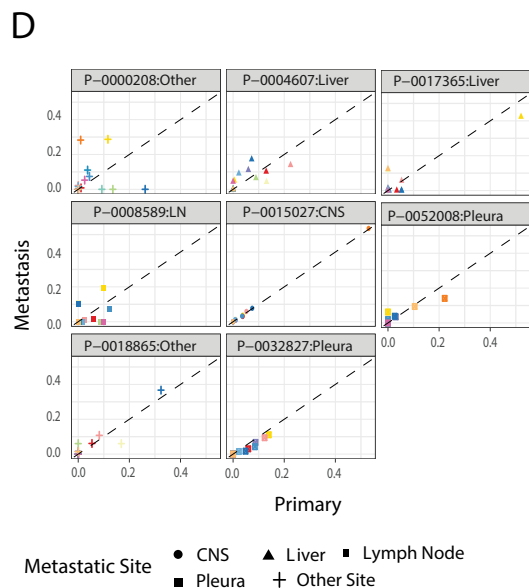 D
P−0000208:Other P−0004607:Liver P−0017365:Liver
0.4
0.2
0.0
P−0008589:LN P−0015027:CNS P−0052008:Pleura
0.4
0.2
0.0
0.0 0.2 0.4
P−0018865:Other P−0032827:Pleura
0.4
0.2
0.0
0.0 0.2 0.4 0.0 0.2 0.4
Metastasis
Primary
Metastatic Site CNS Liver Lymph Node
Pleura Other Site